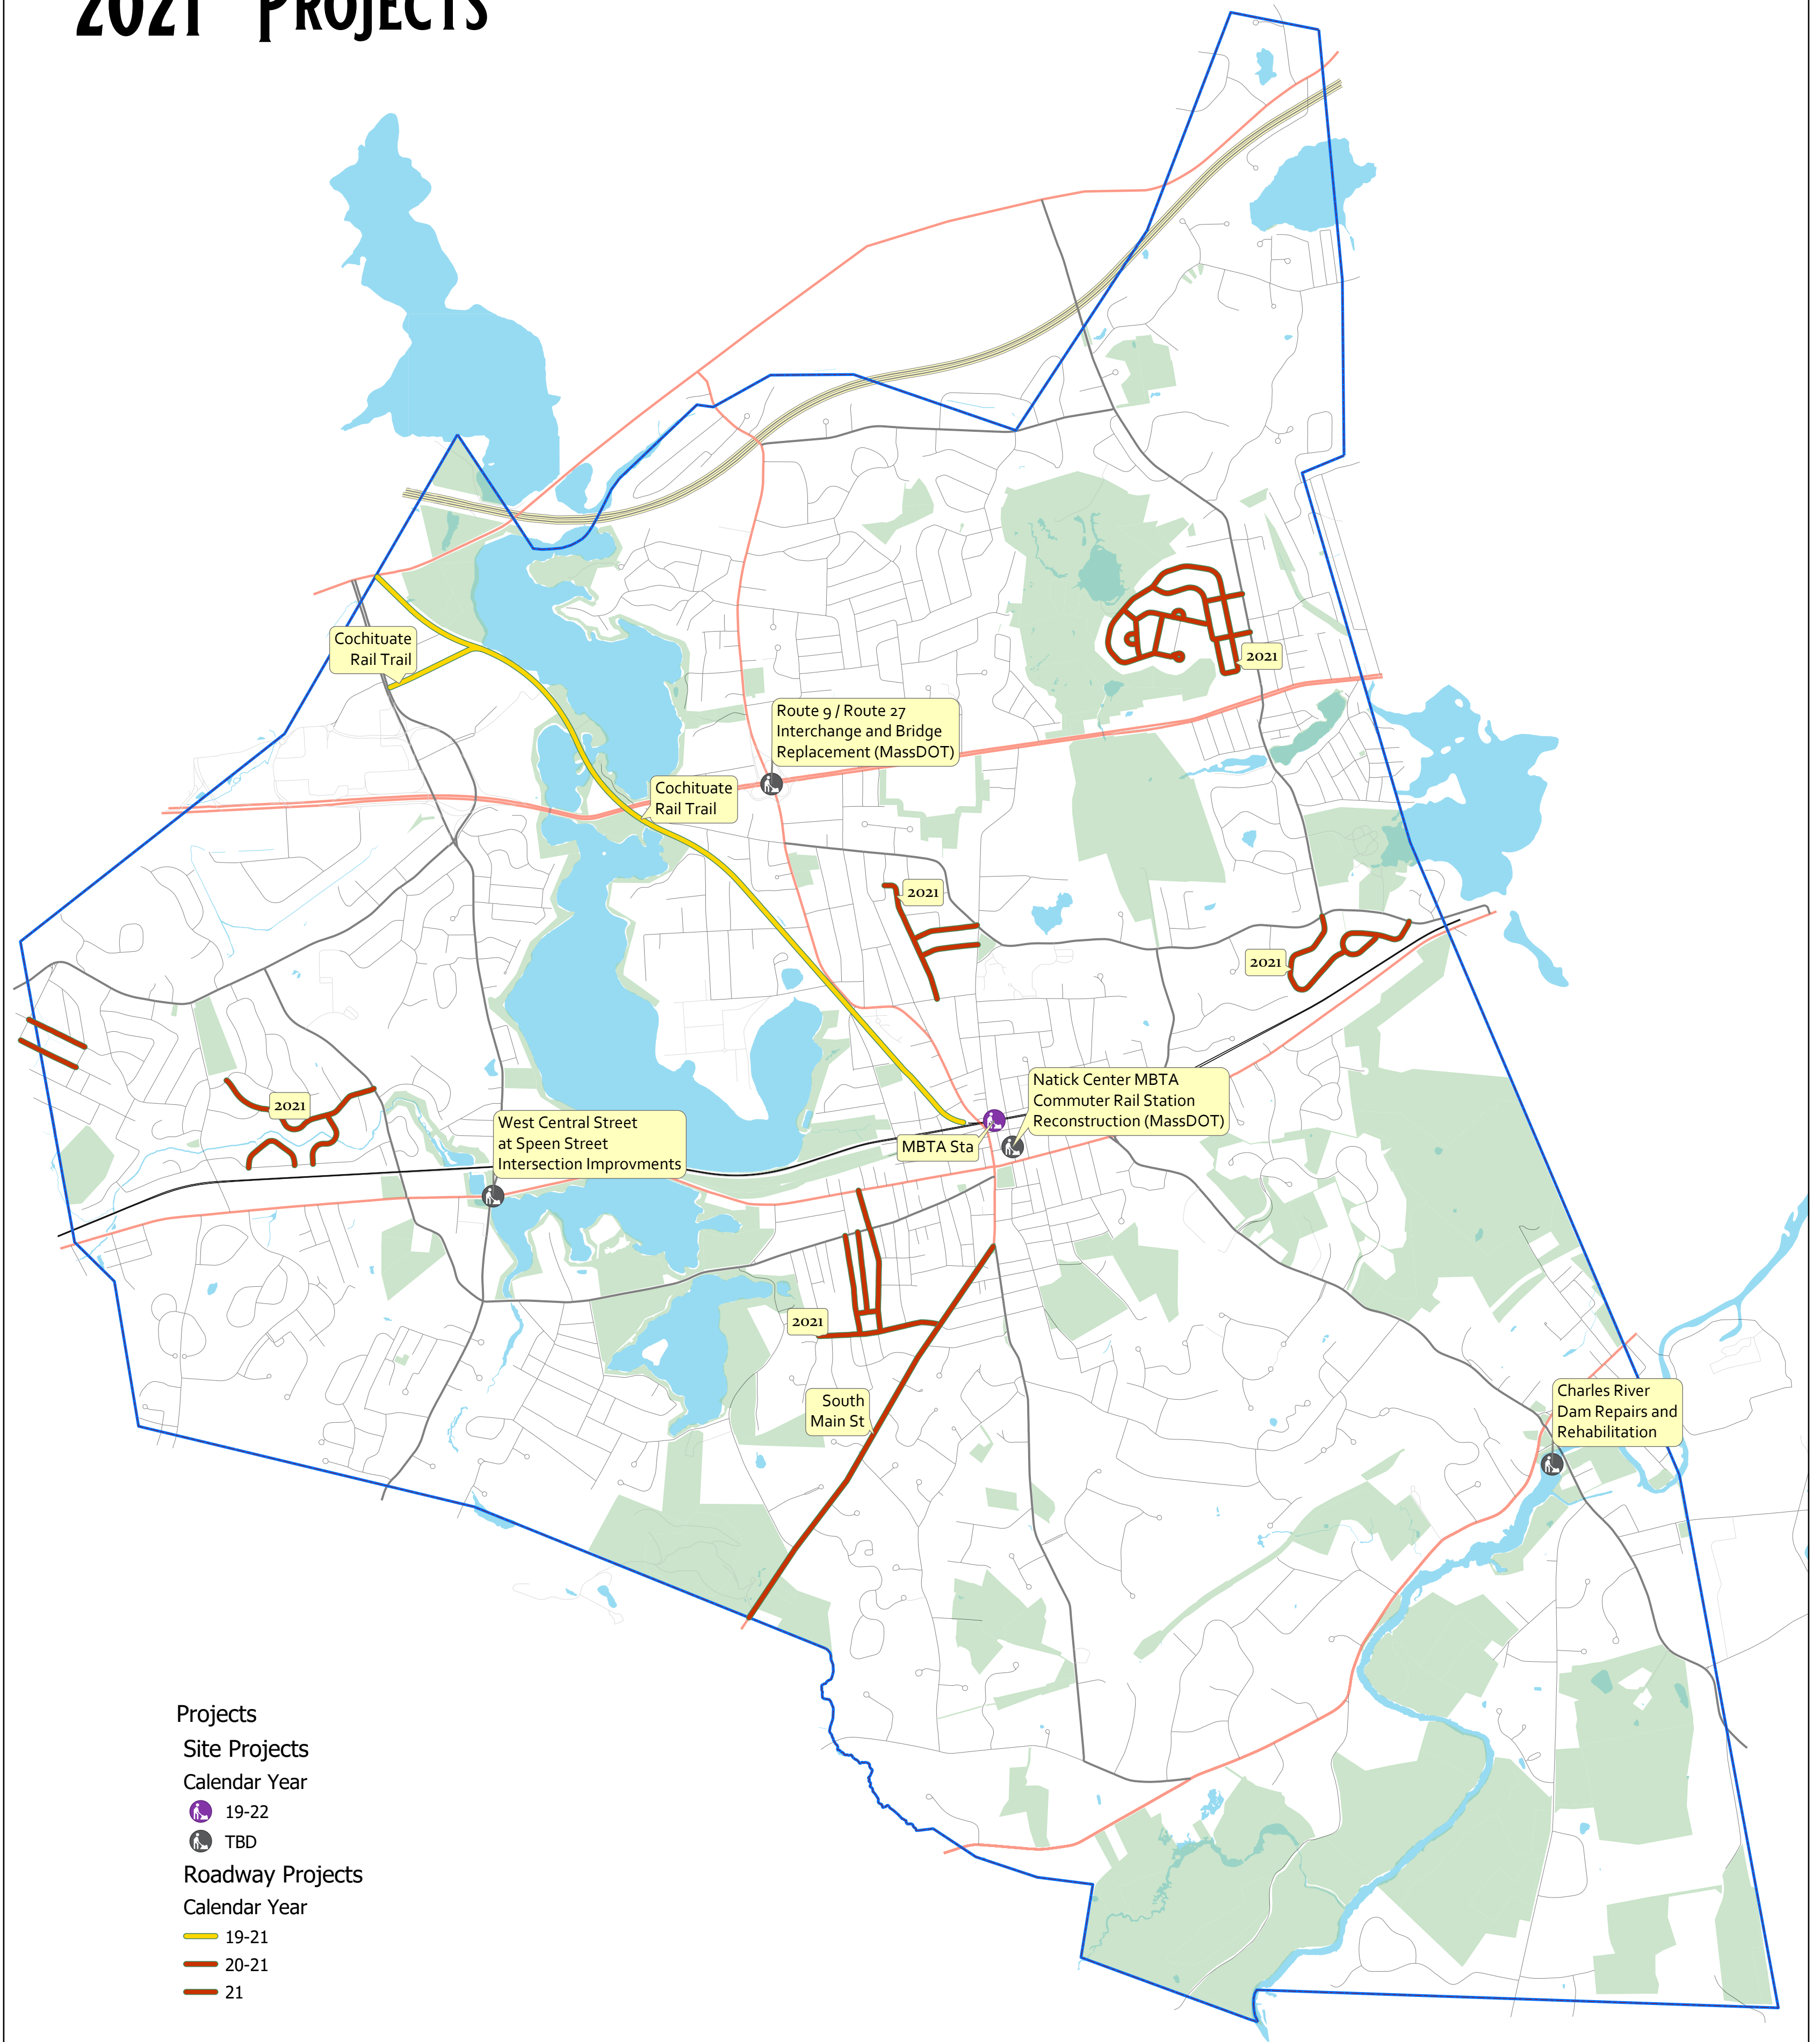 2021 PROJECTS
Cochituate
Rail Trail
2021
Route 9 / Route 27
Interchange and Bridge
Replacement (MassDOT)
Cochituate
Rail Trail
2021
2021
2021
Natick Center MBTA
Commuter Rail Station
Reconstruction (MassDOT)
West Central Street
at Speen Street
Intersection Improvments
MBTA Sta
2021
South
Main St
Charles River
Dam Repairs and
Rehabilitation
Projects
Site Projects
Calendar Year
19-22
TBD
Roadway Projects
Calendar Year
19-21
20-21
21